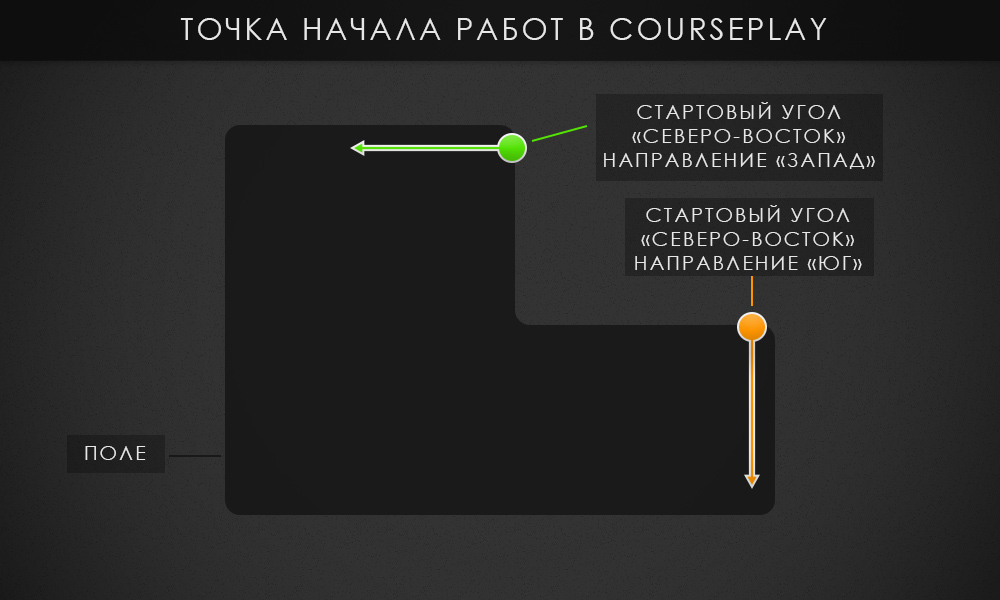 ТОЧКА НАЧАЛА РАБОТ В COURSEPLAY
СТАРТОВЫЙ УГОЛ
«СЕВЕРО-ВОСТОК»
НАПРАВЛЕНИЕ «ЗАПАД»
СТАРТОВЫЙ УГОЛ
«СЕВЕРО-ВОСТОК»
НАПРАВЛЕНИЕ «ЮГ»
ПОЛЕ